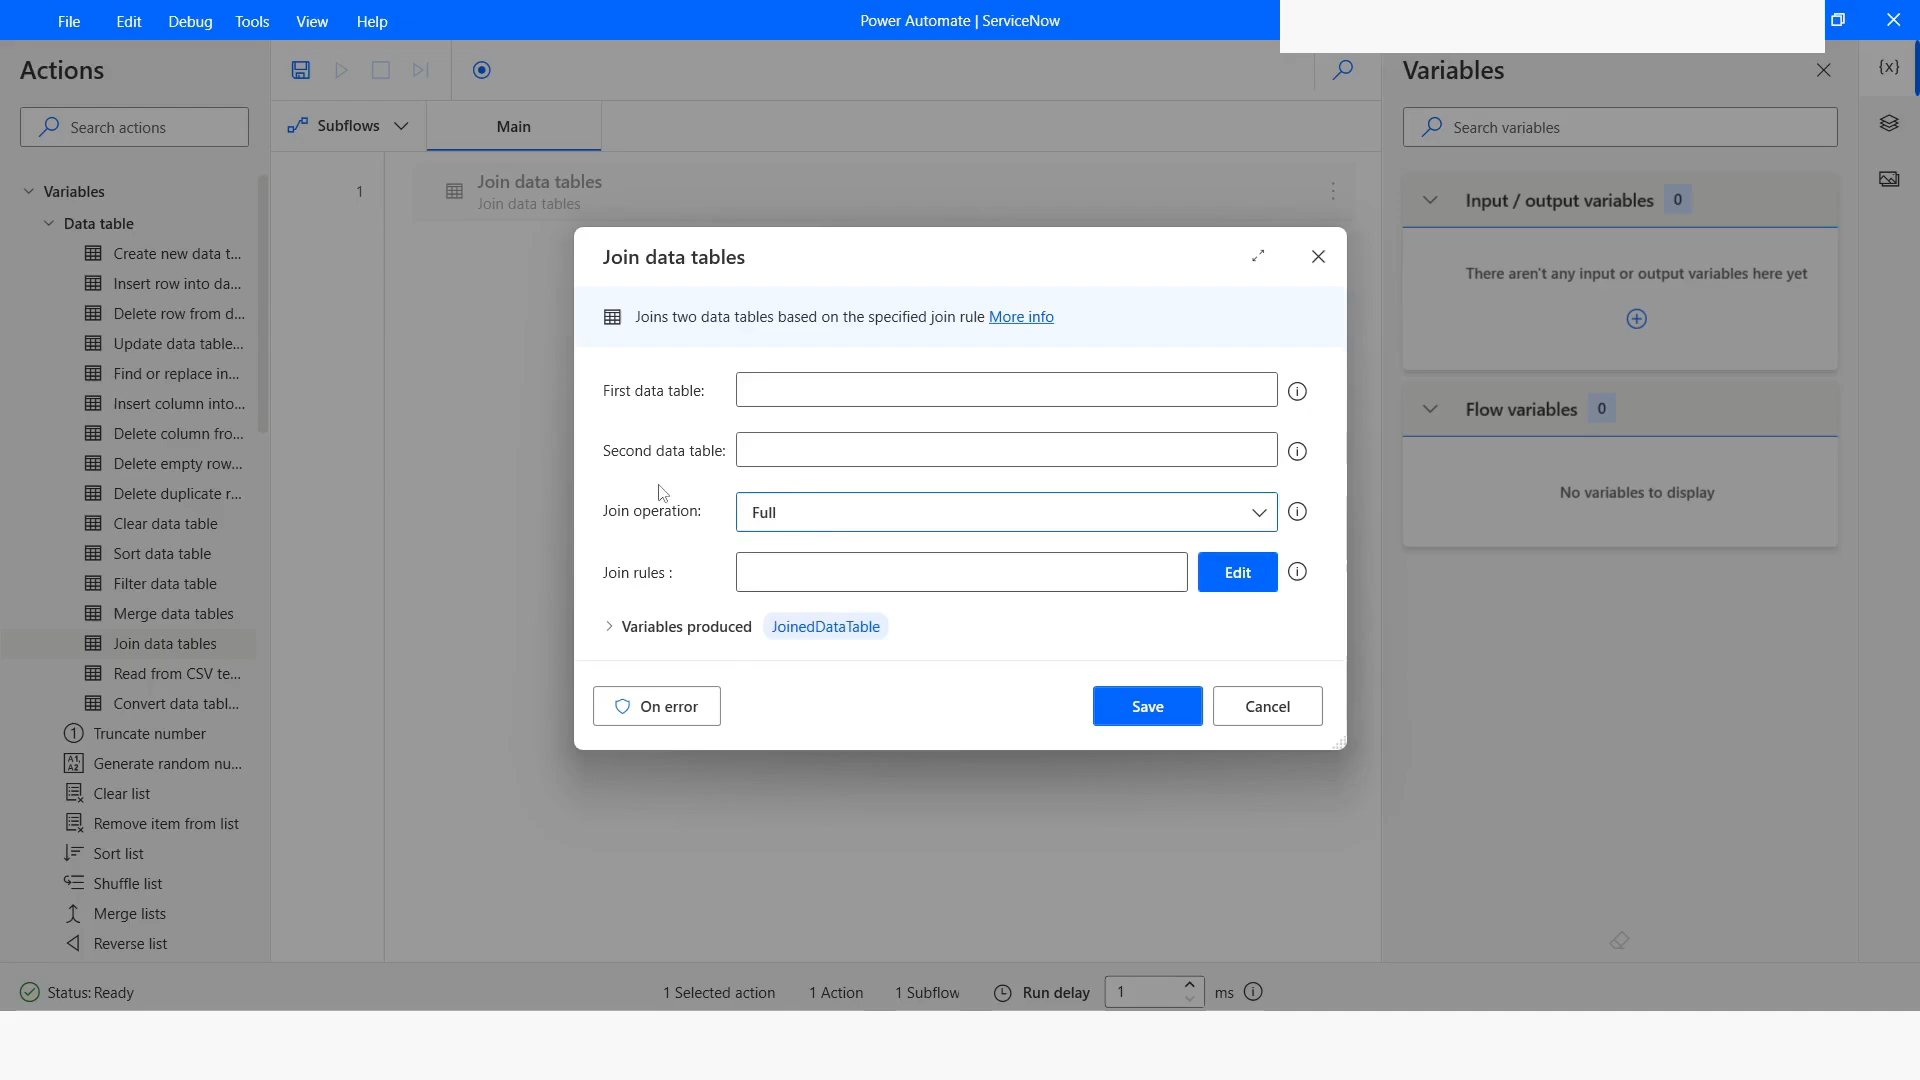 File Edit Debug Tools View Help
Power Automate | ServiceNow
Actions
Search actions
Variables
Data table
Create new data t...
Insert row into da...
Delete row from d...
Update data table...
Find or replace in...
Insert column into...
Delete column fro...
Delete empty row...
Delete duplicate r...
Clear data table
Sort data table
Filter data table
Merge data tables
Join data tables
Read from CSV te...
Convert data tabl...
Truncate number
Generate random nu...
Clear list
Remove item from list
Sort list
Shuffle list
Merge lists
Reverse list
Subflows
Main
1
Join data tables
Join data tables
Join data tables
Joins two data tables based on the specified join rule More info
First data table:
Second data table:
Join operation: Full
Join rules : Edit
Variables produced JoinedDataTable
On error Save Cancel
Variables
{x}
Search variables
Input / output variables 0
There aren't any input or output variables here yet
Flow variables 0
No variables to display
Status: Ready 1 Selected action 1 Action 1 Subflow Run delay 1 ms